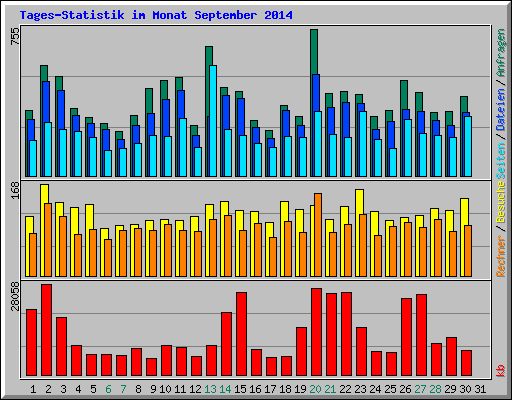 Tages-Statistik im Monat September 2014
755
168
28058
Rechner / Besuche Seiten / Dateien / Anfragen
kb
1 2 3 4 5 6 7 8 9 10 11 12 13 14 15 16 17 18 19 20 21 22 23 24 25 26 27 28 29 30 31